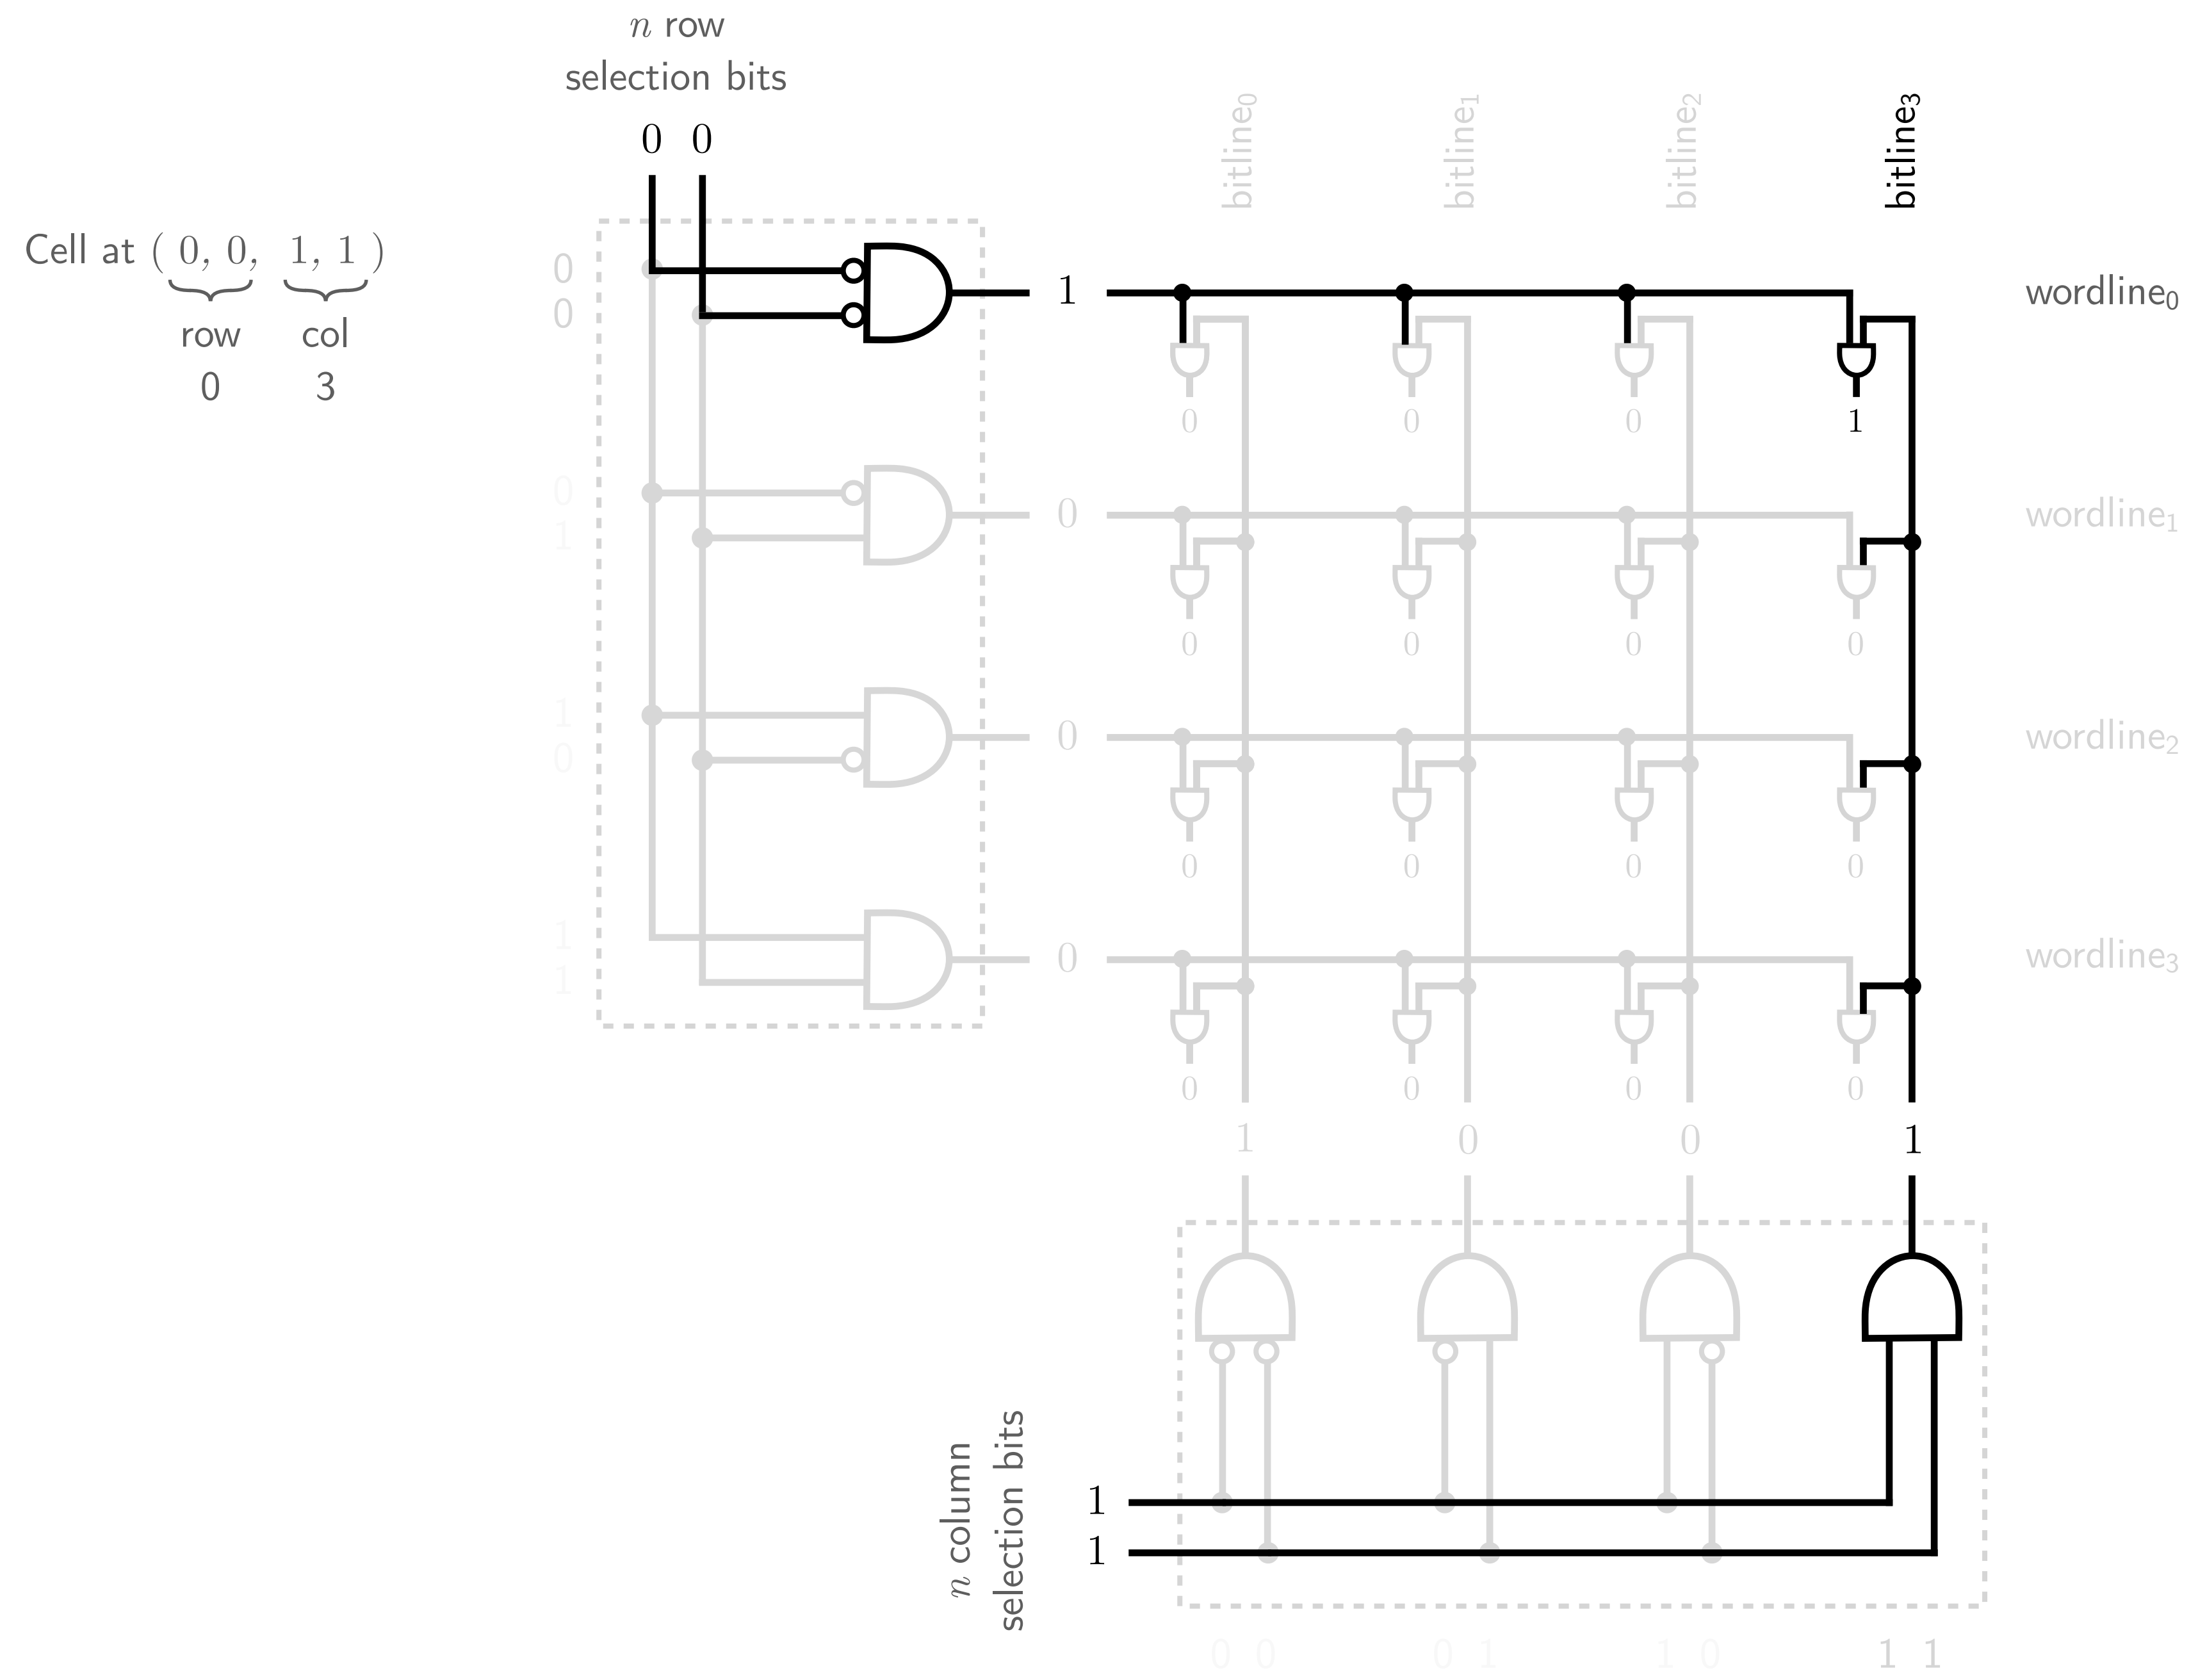 n row
selection bits
0 0
bitline0
bitline1
bitline2
bitline3
Cell at ( 0, 0, 1, 1 )
row col
0 3
0
0
1
wordline0
0 0 0 1
0
1
0
wordline1
0 0 0 0
1
0
0
wordline2
0 0 0 0
1
1
0
wordline3
0 0 0 0
1 0 0 1
n column
selection bits
1
1
0 0 0 1 1 0 1 1